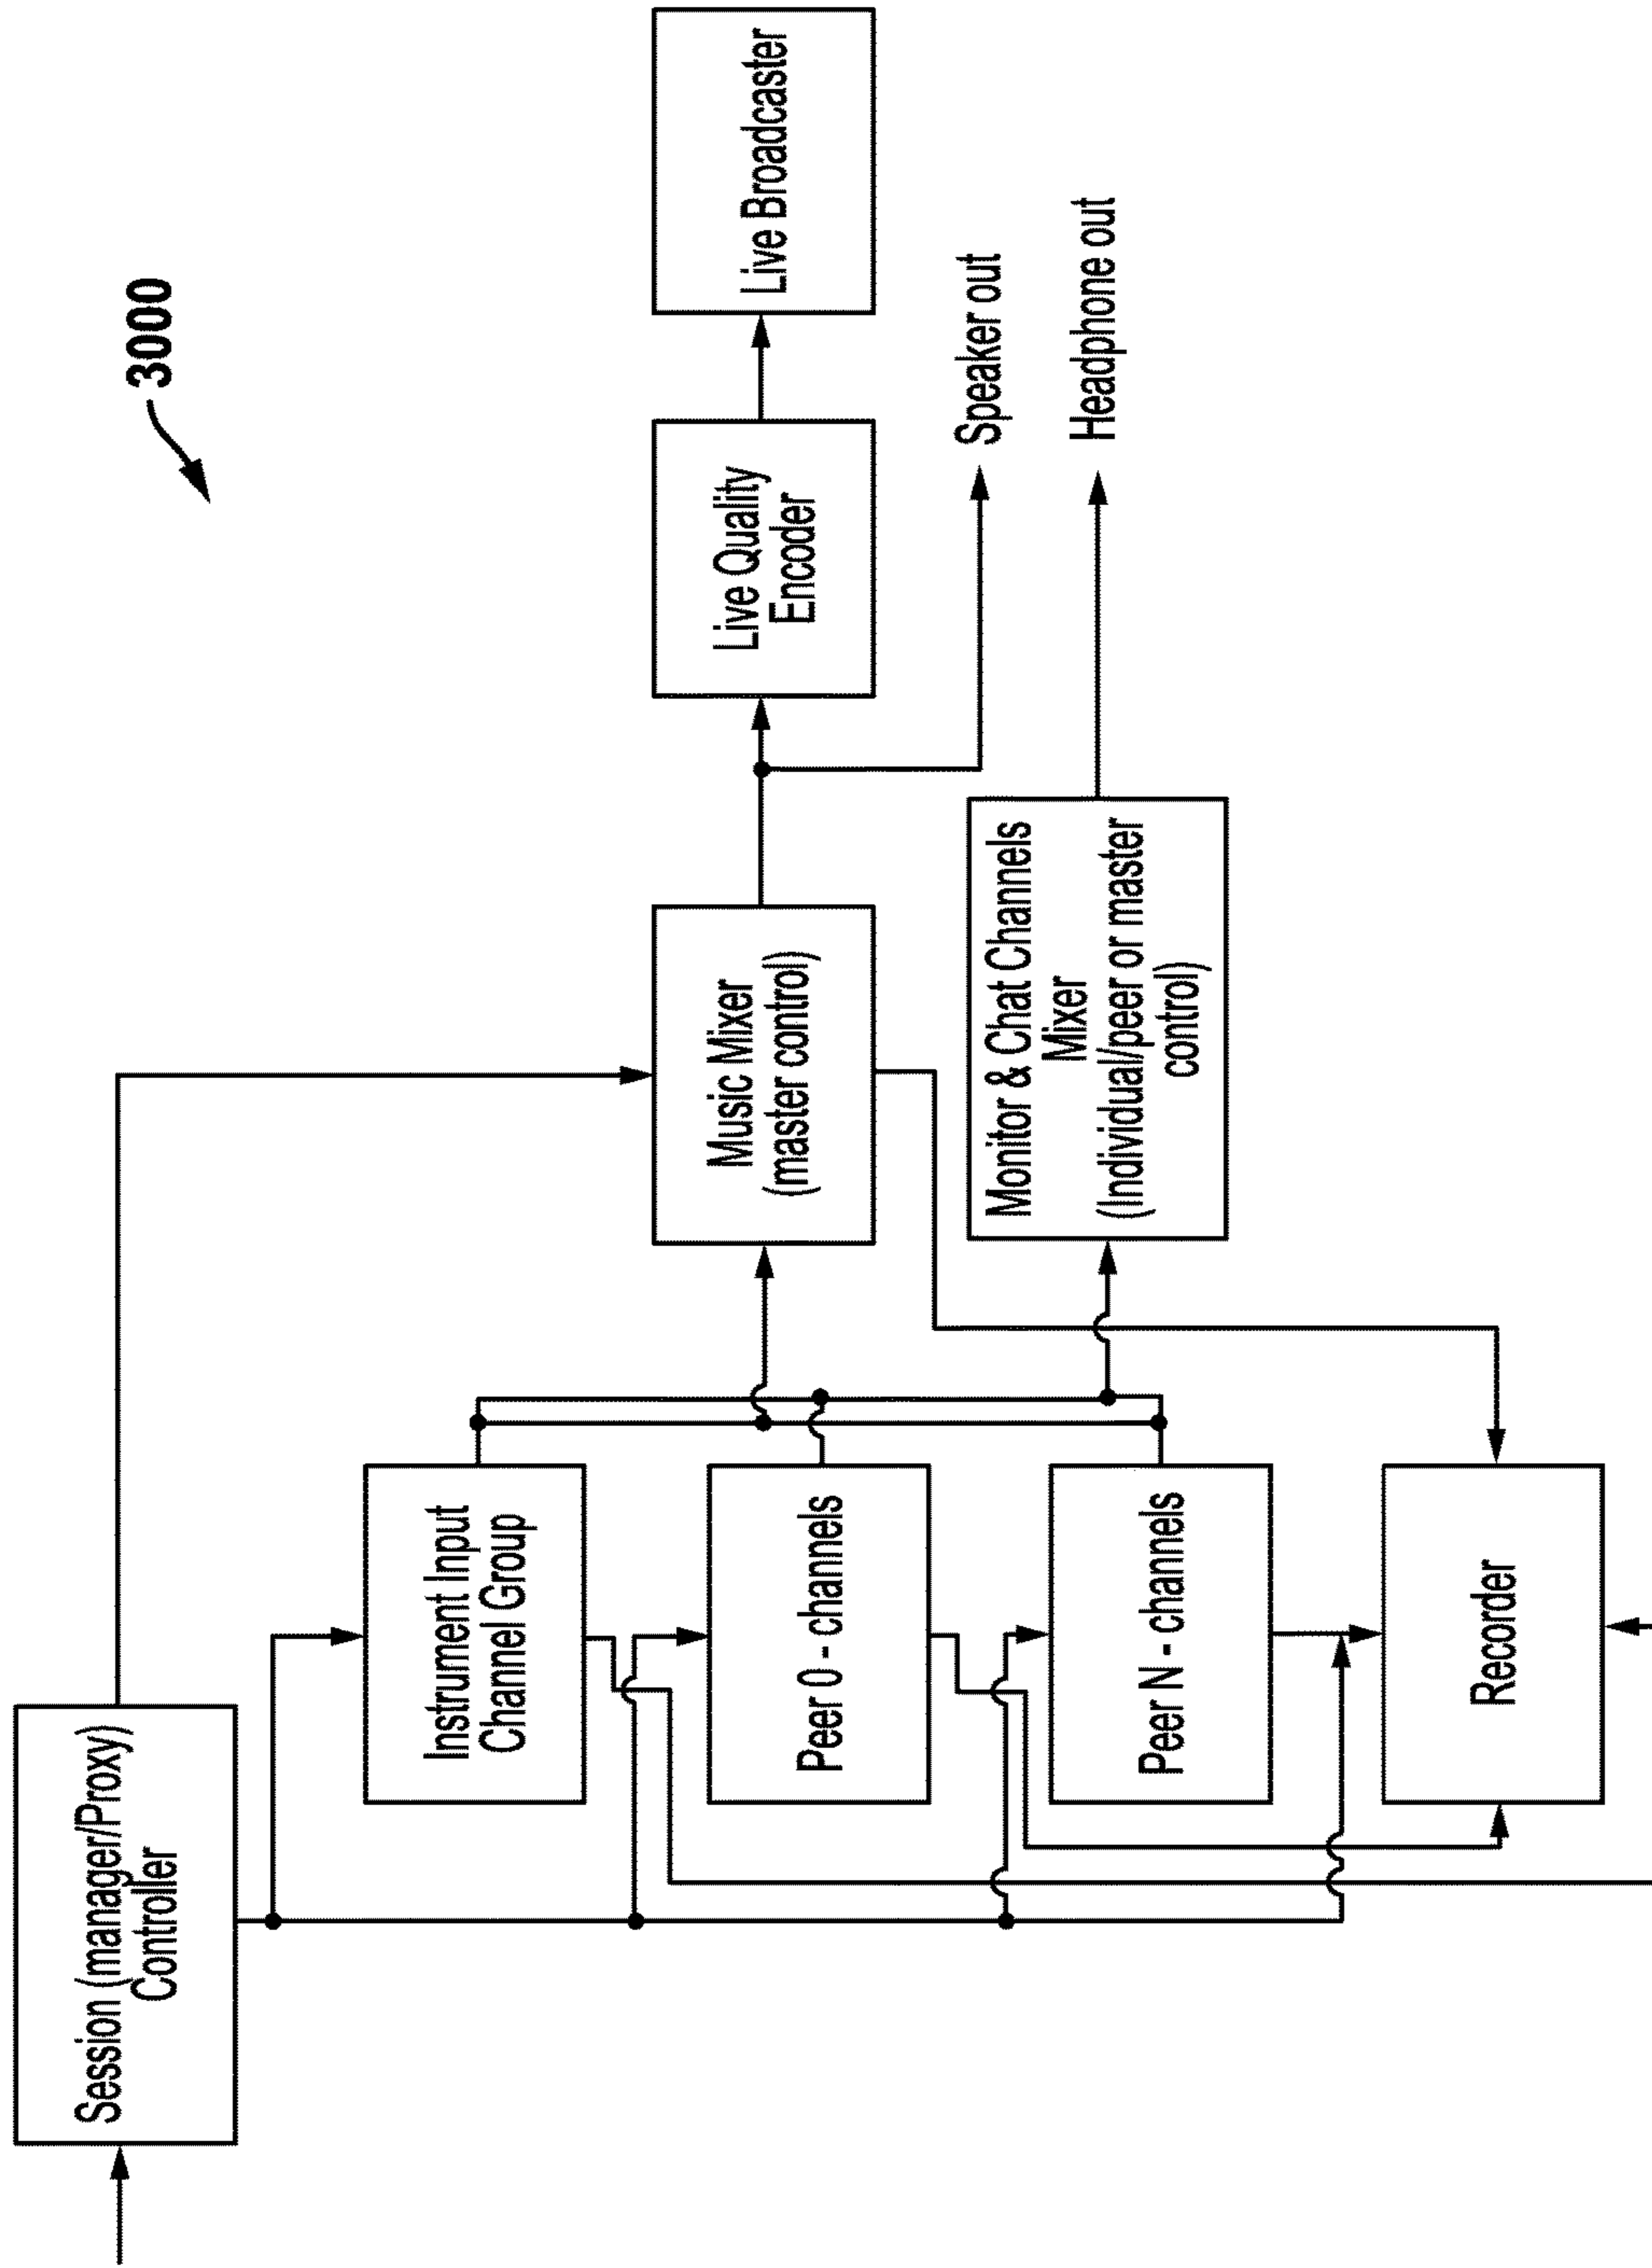 3000
Session (manager/Proxy)
Controller
Instrument Input
Channel Group
Peer 0 - channels
Peer N - channels
Recorder
Music Mixer
(master control)
Monitor & Chat Channels
Mixer
(Individual/peer or master
control)
Live Quality
Encoder
Live Broadcaster
Speaker out
Headphone out